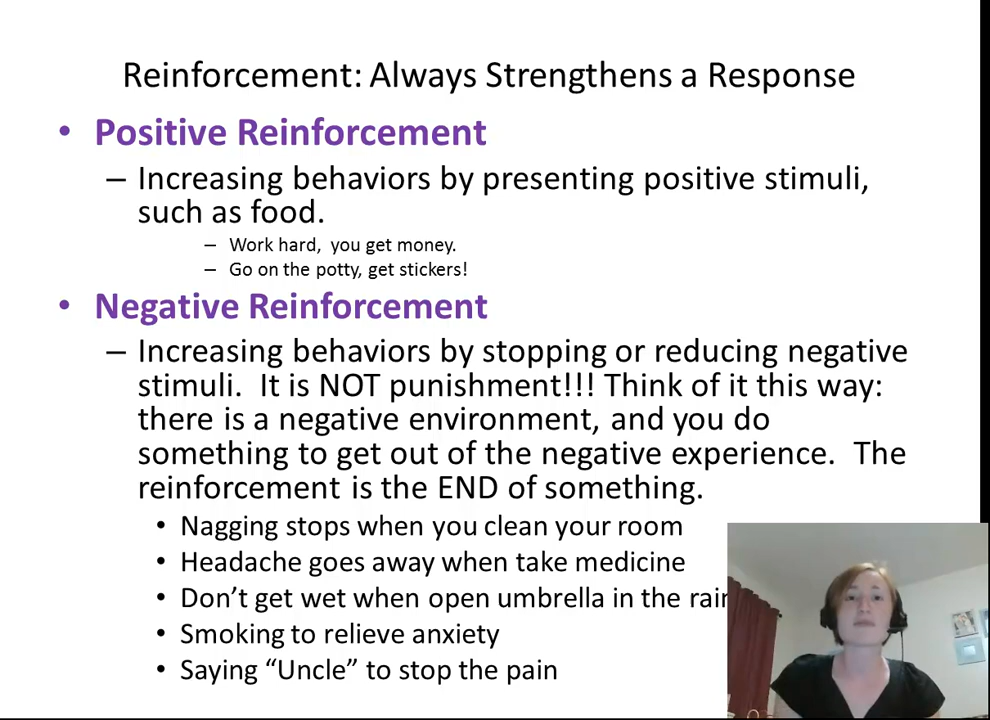 Reinforcement: Always Strengthens a Response
• Positive Reinforcement
– Increasing behaviors by presenting positive stimuli,
such as food.
– Work hard, you get money.
– Go on the potty, get stickers!
• Negative Reinforcement
– Increasing behaviors by stopping or reducing negative
stimuli. It is NOT punishment!!! Think of it this way:
there is a negative environment, and you do
something to get out of the negative experience. The
reinforcement is the END of something.
• Nagging stops when you clean your room
• Headache goes away when take medicine
• Don't get wet when open umbrella in the rain
• Smoking to relieve anxiety
• Saying “Uncle” to stop the pain